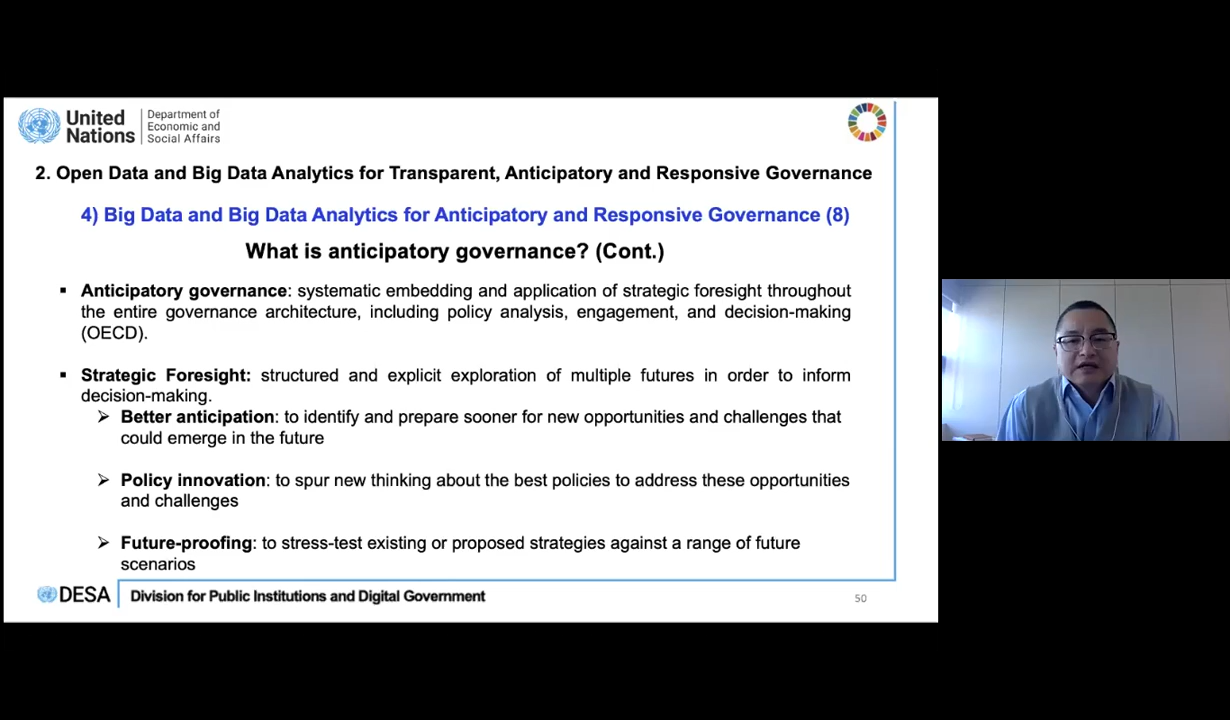 United
Nations
Department of
Economic and
Social Affairs
2. Open Data and Big Data Analytics for Transparent, Anticipatory and Responsive Governance
4) Big Data and Big Data Analytics for Anticipatory and Responsive Governance (8)
What is anticipatory governance? (Cont.)
▪ Anticipatory governance: systematic embedding and application of strategic foresight throughout
the entire governance architecture, including policy analysis, engagement, and decision-making
(OECD).
▪ Strategic Foresight: structured and explicit exploration of multiple futures in order to inform
decision-making.
➢ Better anticipation: to identify and prepare sooner for new opportunities and challenges that
could emerge in the future
➢ Policy innovation: to spur new thinking about the best policies to address these opportunities
and challenges
➢ Future-proofing: to stress-test existing or proposed strategies against a range of future
scenarios
DESA
Division for Public Institutions and Digital Government
50